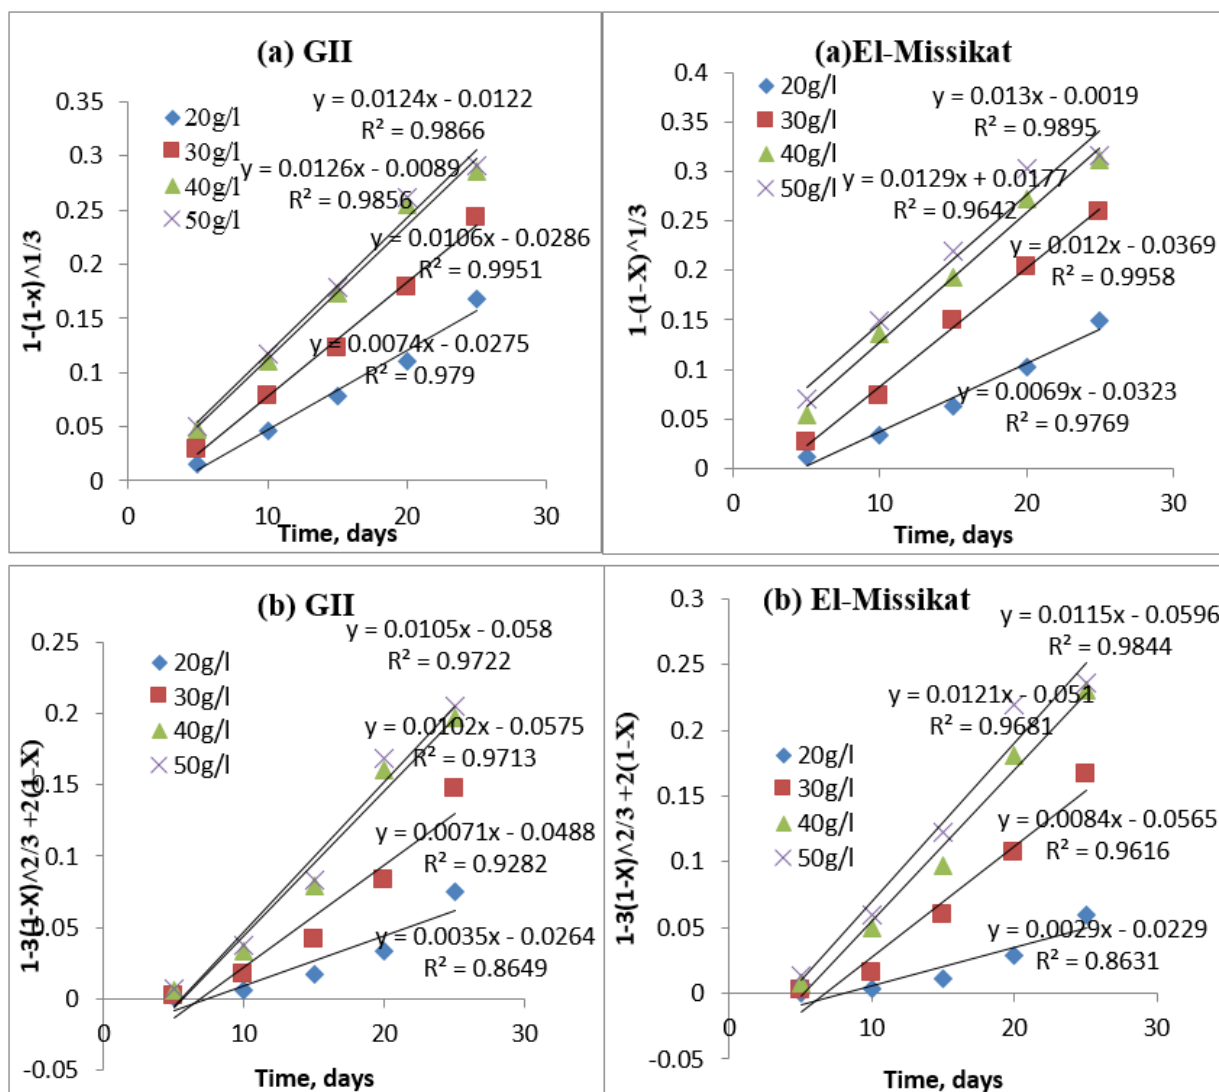 (a) GII
0.35
0.3
0.25
0.2
0.15
0.1
0.05
0
0
10
20
30
1-(1-x)^1/3
Time, days
20g/l
30g/l
40g/l
50g/l
y = 0.0124x - 0.0122
R² = 0.9866
y = 0.0126x - 0.0089
R² = 0.9856
y = 0.0106x - 0.0286
R² = 0.9951
y = 0.0074x - 0.0275
R² = 0.979
(a)El-Missikat
0.4
0.35
0.3
0.25
0.2
0.15
0.1
0.05
0
0
10
20
30
1-(1-X)^1/3
Time, days
20g/l
30g/l
40g/l
50g/l
y = 0.013x - 0.0019
R² = 0.9895
y = 0.0129x + 0.0177
R² = 0.9642
y = 0.012x - 0.0369
R² = 0.9958
y = 0.0069x - 0.0323
R² = 0.9769
(b) GII
0.25
0.2
0.15
0.1
0.05
0
-0.05
0
10
20
30
1-3(1-X)^2/3 +2(1-X)
Time, days
20g/l
30g/l
40g/l
50g/l
y = 0.0105x - 0.058
R² = 0.9722
y = 0.0102x - 0.0575
R² = 0.9713
y = 0.0071x - 0.0488
R² = 0.9282
y = 0.0035x - 0.0264
R² = 0.8649
(b) El-Missikat
0.3
0.25
0.2
0.15
0.1
0.05
0
-0.05
0
10
20
30
1-3(1-X)^2/3 +2(1-X)
Time, days
20g/l
30g/l
40g/l
50g/l
y = 0.0115x - 0.0596
R² = 0.9844
y = 0.0121x - 0.051
R² = 0.9681
y = 0.0084x - 0.0565
R² = 0.9616
y = 0.0029x - 0.0229
R² = 0.8631